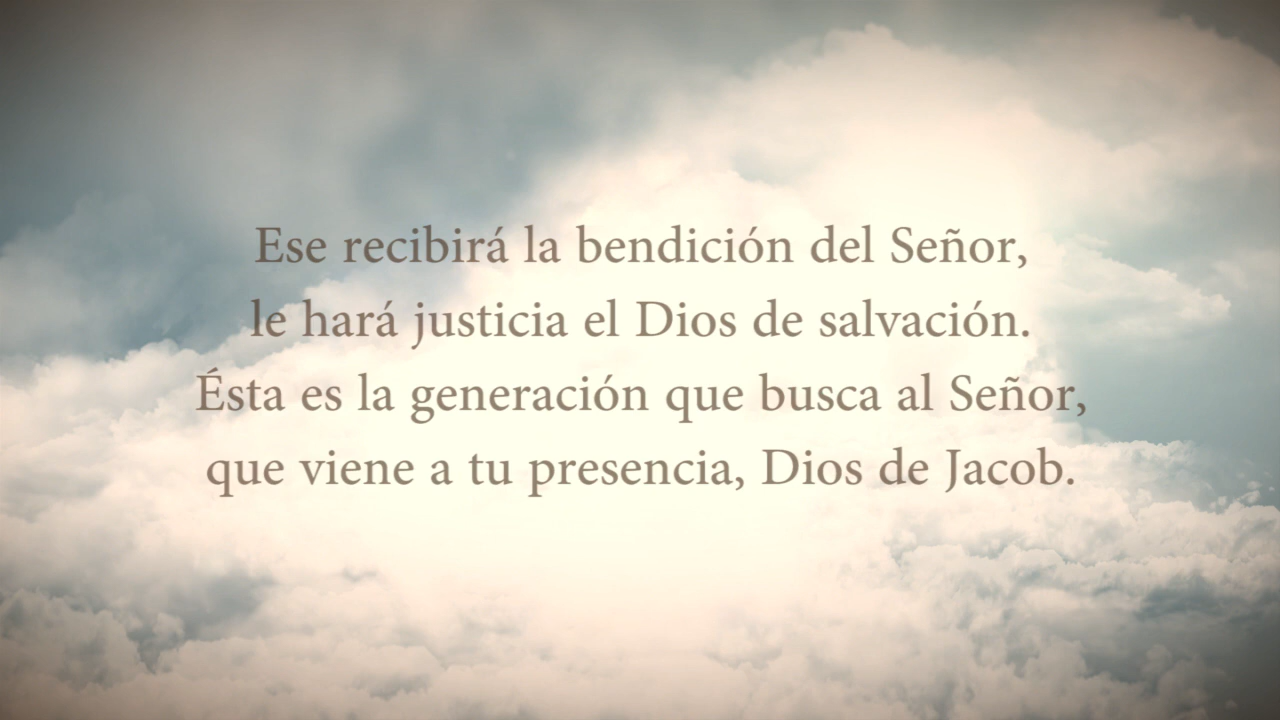 Ese recibirá la bendición del Señor,
le hará justicia el Dios de salvación.
Ésta es la generación que busca al Señor,
que viene a tu presencia, Dios de Jacob.